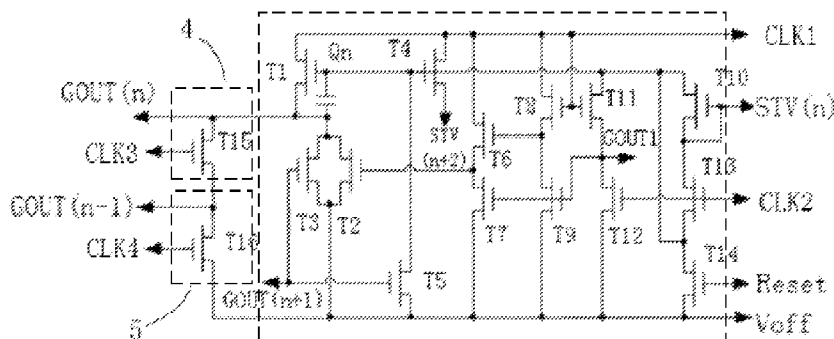 4
T1
Qn
T4
CLK1
GOUT(n)
T8
T11
T10
STV(n)
T15
STV
(n+2)
GOUT1
CLK3
T6
T13
GOUT(n-1)
CLK2
T3
T2
T7
T9
T12
CLK4
T16
T14
T5
Reset
GOUT(n+1)
Voff
5